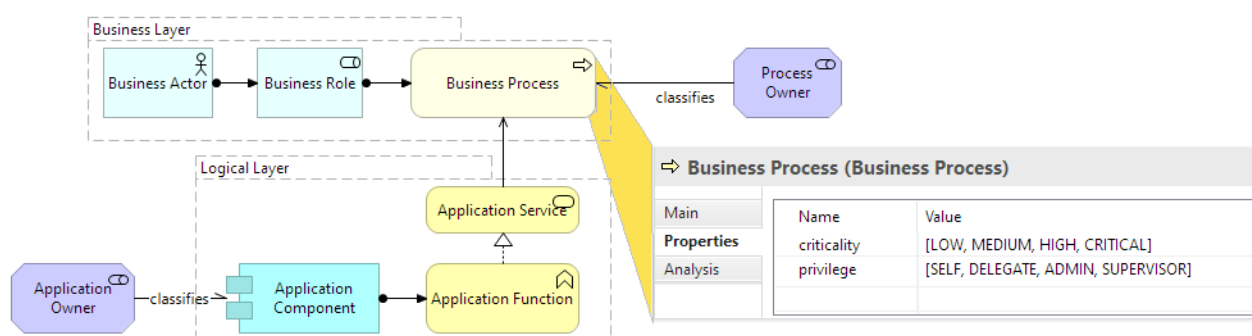 Business Layer
Business Actor
Business Role
Business Process
classifies
Process
Owner
Logical Layer
Application Service
Application
Owner
classifies
Application
Component
Application Function
Business Process (Business Process)
Main
Properties
Analysis
Name Value
criticality [LOW, MEDIUM, HIGH, CRITICAL]
privilege [SELF, DELEGATE, ADMIN, SUPERVISOR]